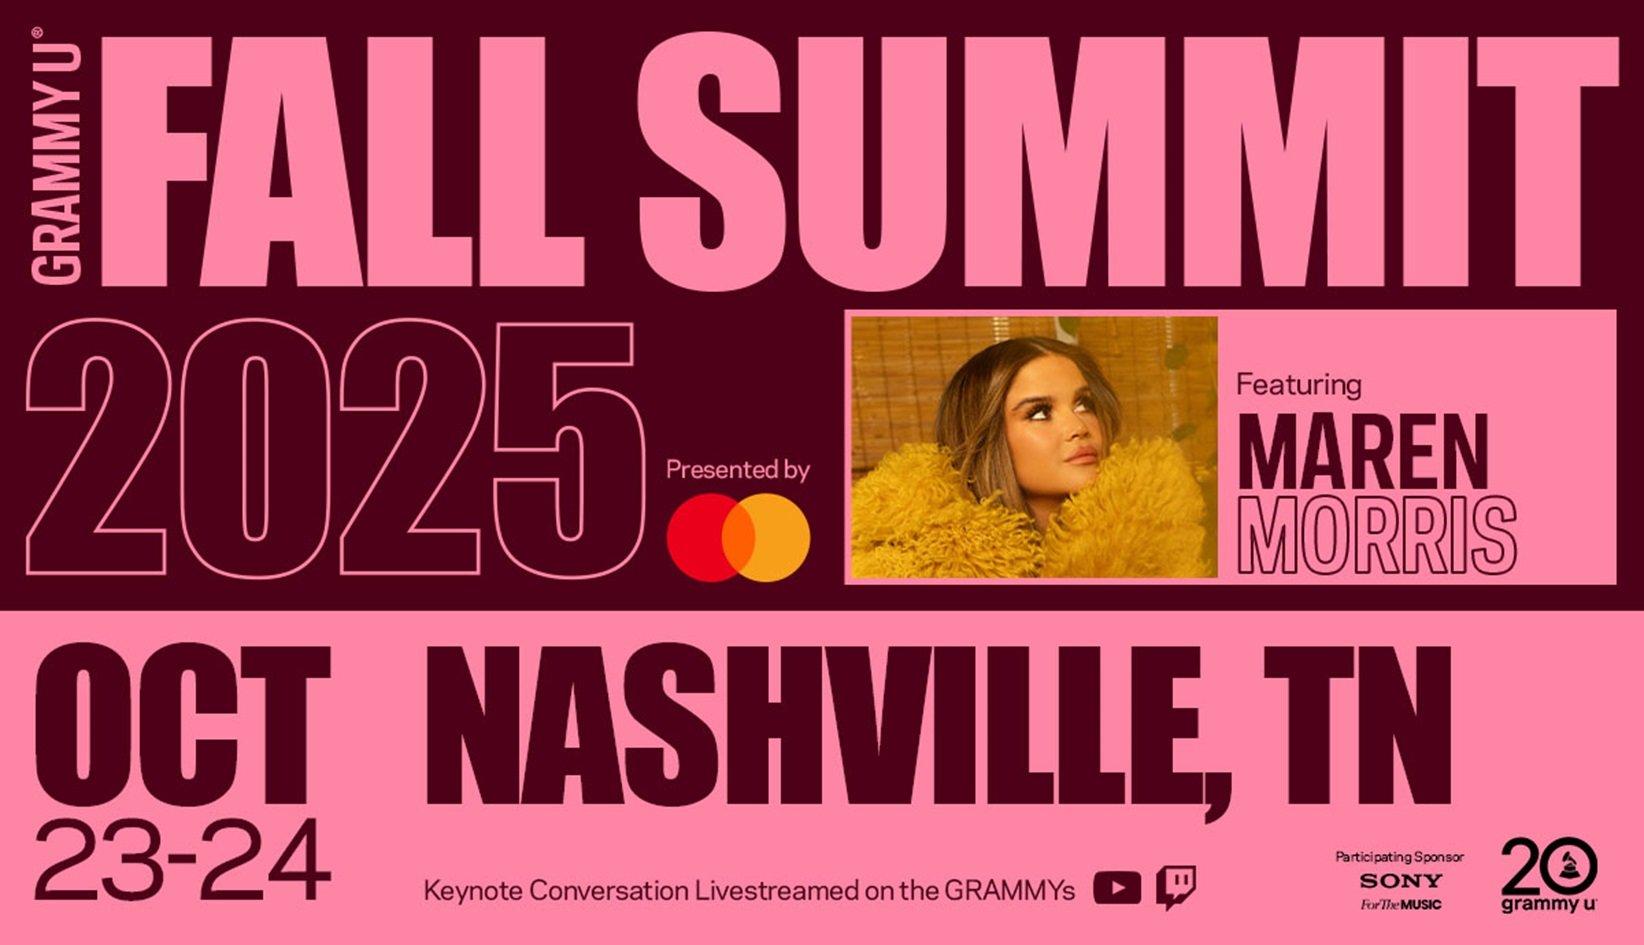 GRAMMY U®
FALL SUMMIT
2025
Presented by
Featuring
MAREN
MORRIS
OCT
23-24
NASHVILLE, TN
Keynote Conversation Livestreamed on the GRAMMYs
Participating Sponsor
SONY
For The MUSIC
20
grammy u